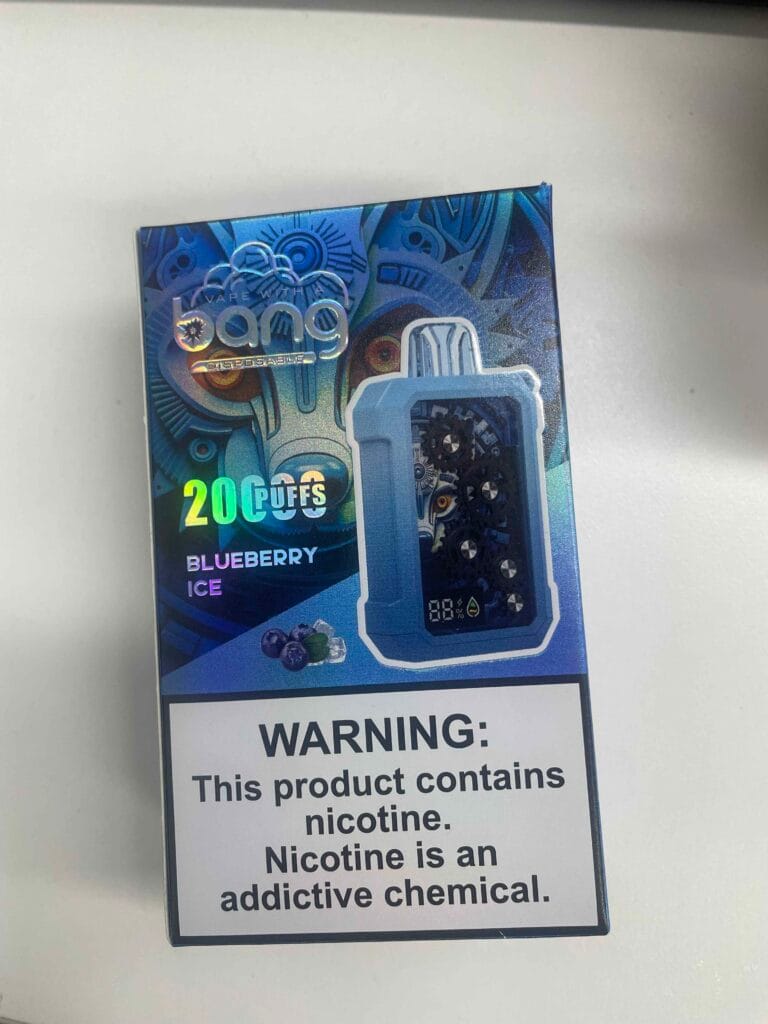 VAPE WITH A
bang
DISPOSABLE
20000 PUFFS
BLUEBERRY
ICE
88 %
WARNING:
This product contains
nicotine.
Nicotine is an
addictive chemical.